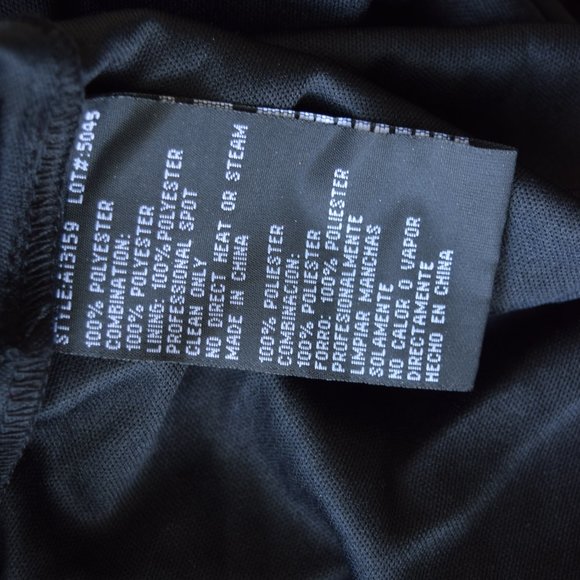 STYLE:A13159 LOT#:5045
100% POLYESTER
COMBINATION:
100% POLYESTER
LINING: 100% POLYESTER
PROFESSIONAL SPOT
CLEAN ONLY
NO DIRECT HEAT OR STEAM
MADE IN CHINA
100% POLIESTER
COMBINACION:
100% POLIESTER
FORRO: 100% POLIESTER
PROFESIONALMENTE
LIMPIAR MANCHAS
SOLAMENTE
NO CALOR O VAPOR
DIRECTAMENTE
HECHO EN CHINA